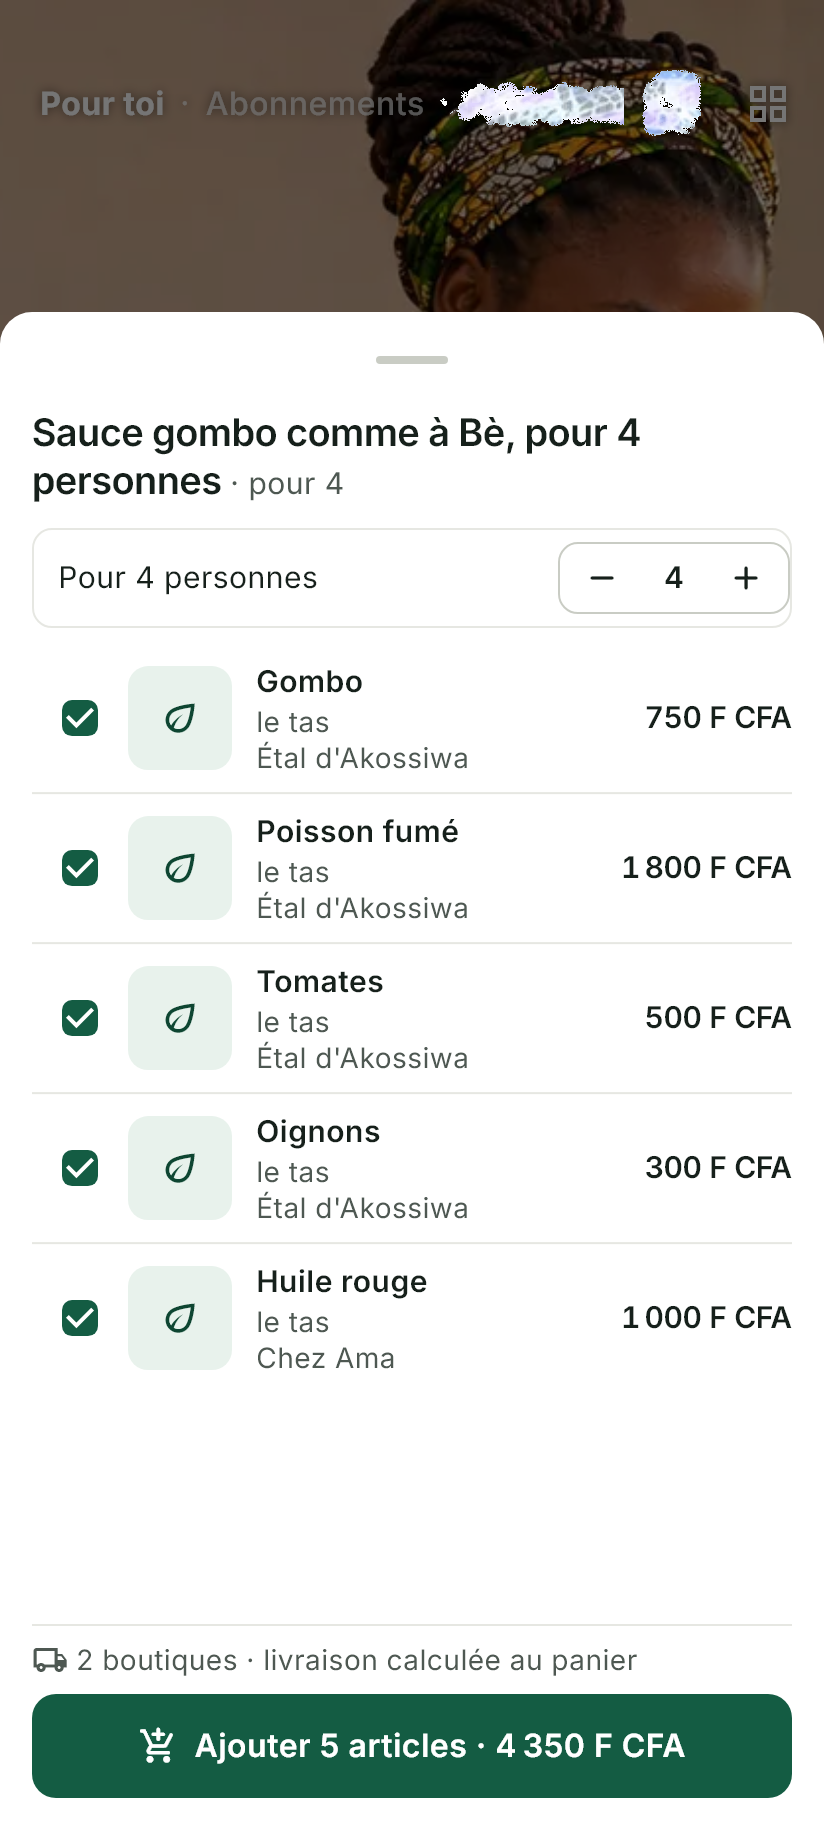 Pour toi · Abonnements ·
Sauce gombo comme à Bè, pour 4
personnes · pour 4
Pour 4 personnes
− 4 +
Gombo
le tas
Étal d'Akossiwa
750 F CFA
Poisson fumé
le tas
Étal d'Akossiwa
1 800 F CFA
Tomates
le tas
Étal d'Akossiwa
500 F CFA
Oignons
le tas
Étal d'Akossiwa
300 F CFA
Huile rouge
le tas
Chez Ama
1 000 F CFA
2 boutiques · livraison calculée au panier
Ajouter 5 articles · 4 350 F CFA